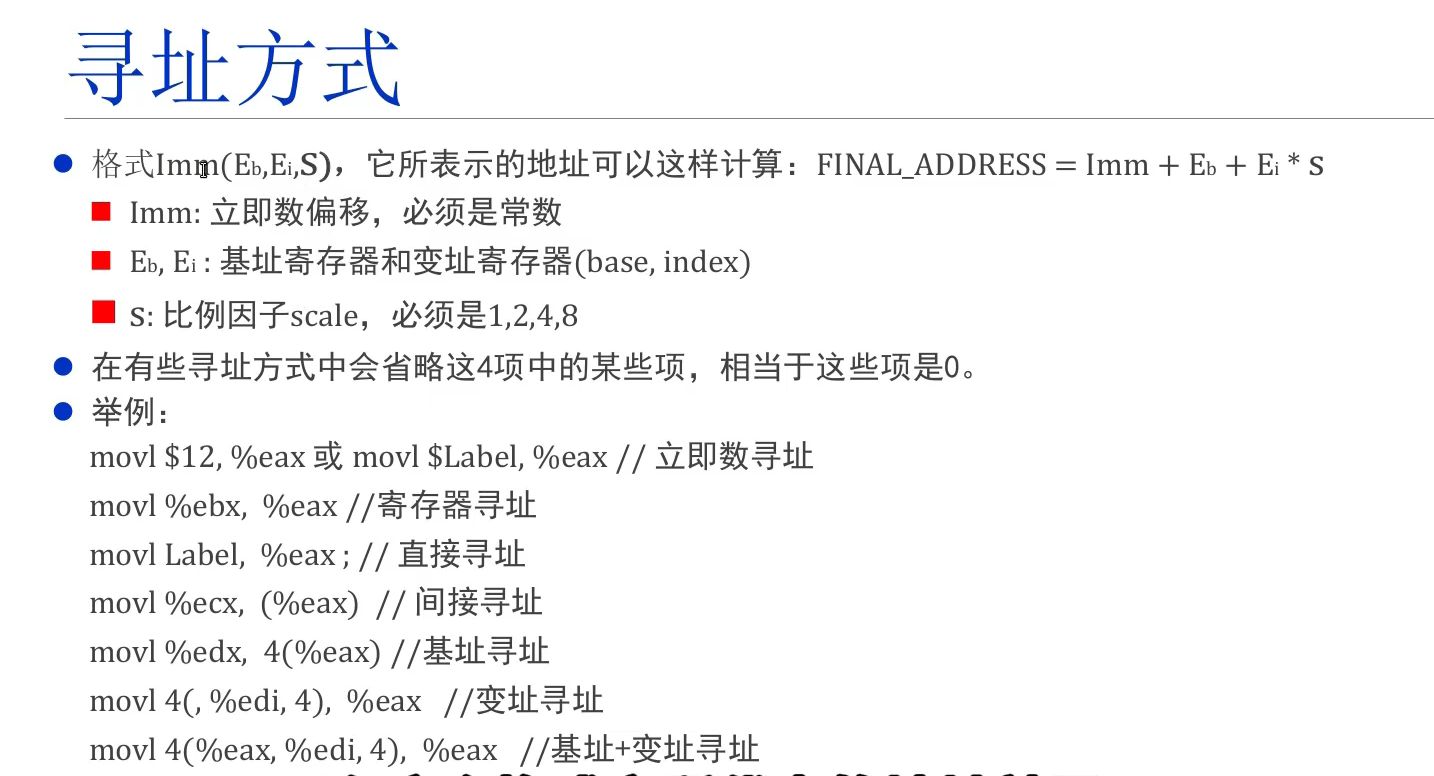 寻址方式
格式Imm(Eb,Ei,S)，它所表示的地址可以这样计算：FINAL_ADDRESS = Imm + Eb + Ei * S
Imm: 立即数偏移，必须是常数
Eb, Ei : 基址寄存器和变址寄存器(base, index)
S: 比例因子scale，必须是1,2,4,8
在有些寻址方式中会省略这4项中的某些项，相当于这些项是0。
举例：
movl $12, %eax 或 movl $Label, %eax // 立即数寻址
movl %ebx, %eax //寄存器寻址
movl Label, %eax ; // 直接寻址
movl %ecx, (%eax) // 间接寻址
movl %edx, 4(%eax) //基址寻址
movl 4(, %edi, 4), %eax //变址寻址
movl 4(%eax, %edi, 4), %eax //基址+变址寻址